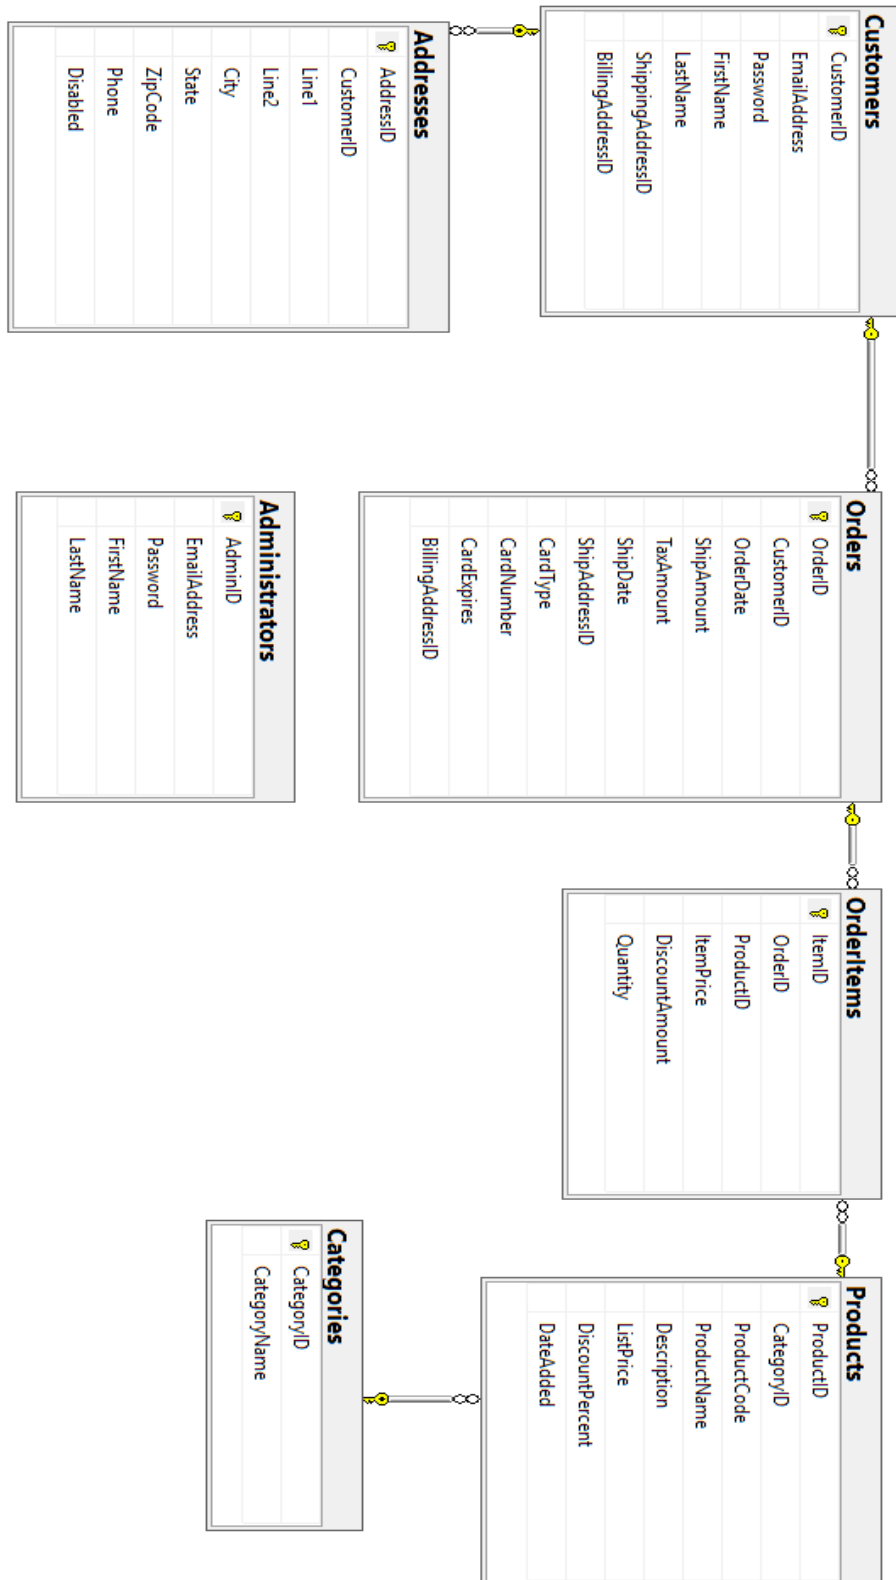 Customers
CustomerID
EmailAddress
Password
FirstName
LastName
ShippingAddressID
BillingAddressID
Addresses
AddressID
CustomerID
Line1
Line2
City
State
ZipCode
Phone
Disabled
Orders
OrderID
CustomerID
OrderDate
ShipAmount
TaxAmount
ShipDate
ShipAddressID
CardType
CardNumber
CardExpires
BillingAddressID
Administrators
AdminID
EmailAddress
Password
FirstName
LastName
OrderItems
ItemID
OrderID
ProductID
ItemPrice
DiscountAmount
Quantity
Products
ProductID
CategoryID
ProductCode
ProductName
Description
ListPrice
DiscountPercent
DateAdded
Categories
CategoryID
CategoryName